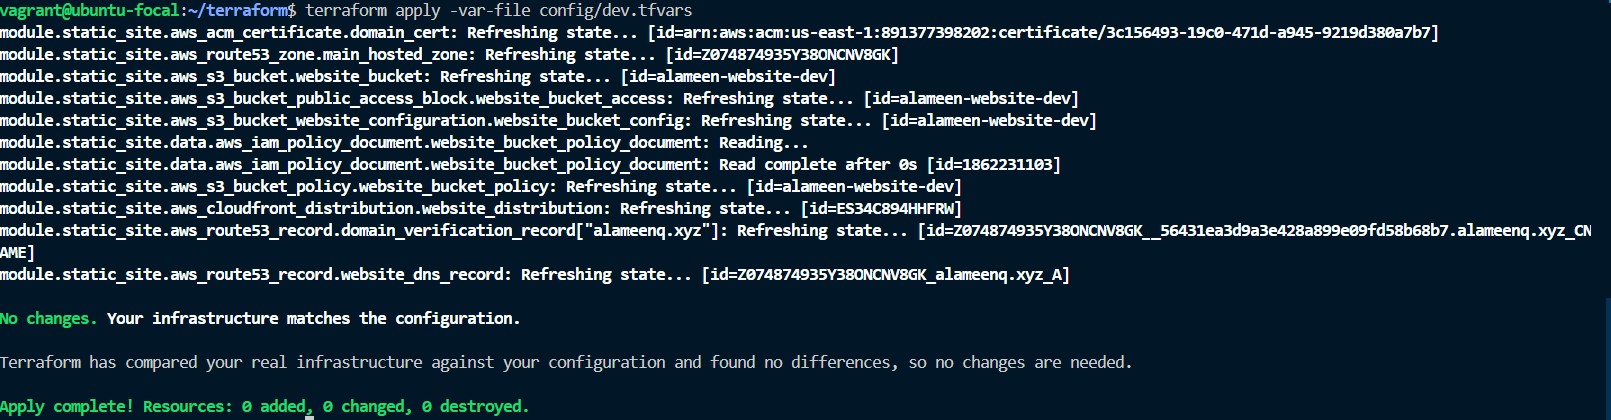 vagrant@ubuntu-focal:~/terraform$ terraform apply -var-file config/dev.tfvars
module.static_site.aws_acm_certificate.domain_cert: Refreshing state... [id=arn:aws:acm:us-east-1:891377398202:certificate/3c156493-19c0-471d-a945-9219d380a7b7]
module.static_site.aws_route53_zone.main_hosted_zone: Refreshing state... [id=Z074874935Y38ONCNV8GK]
module.static_site.aws_s3_bucket.website_bucket: Refreshing state... [id=alameen-website-dev]
module.static_site.aws_s3_bucket_public_access_block.website_bucket_access: Refreshing state... [id=alameen-website-dev]
module.static_site.aws_s3_bucket_website_configuration.website_bucket_config: Refreshing state... [id=alameen-website-dev]
module.static_site.data.aws_iam_policy_document.website_bucket_policy_document: Reading...
module.static_site.data.aws_iam_policy_document.website_bucket_policy_document: Read complete after 0s [id=1862231103]
module.static_site.aws_s3_bucket_policy.website_bucket_policy: Refreshing state... [id=alameen-website-dev]
module.static_site.aws_cloudfront_distribution.website_distribution: Refreshing state... [id=ES34C894HHFRW]
module.static_site.aws_route53_record.domain_verification_record["alameenq.xyz"]: Refreshing state... [id=Z074874935Y38ONCNV8GK__56431ea3d9a3e428a899e09fd58b68b7.alameenq.xyz_CN
AME]
module.static_site.aws_route53_record.website_dns_record: Refreshing state... [id=Z074874935Y38ONCNV8GK_alameenq.xyz_A]
No changes. Your infrastructure matches the configuration.
Terraform has compared your real infrastructure against your configuration and found no differences, so no changes are needed.
Apply complete! Resources: 0 added, 0 changed, 0 destroyed.